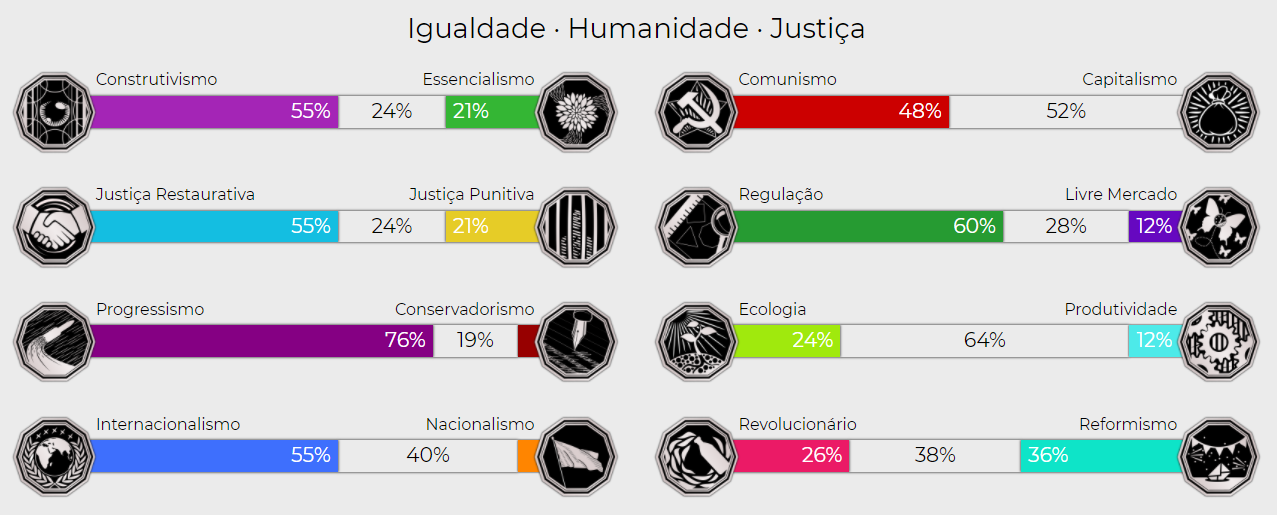 Igualdade · Humanidade · Justiça
Construtivismo Essencialismo
55% 24% 21%
Justiça Restaurativa Justiça Punitiva
55% 24% 21%
Progressismo Conservadorismo
76% 19%
Internacionalismo Nacionalismo
55% 40%
Comunismo Capitalismo
48% 52%
Regulação Livre Mercado
60% 28% 12%
Ecologia Produtividade
24% 64% 12%
Revolucionário Reformismo
26% 38% 36%